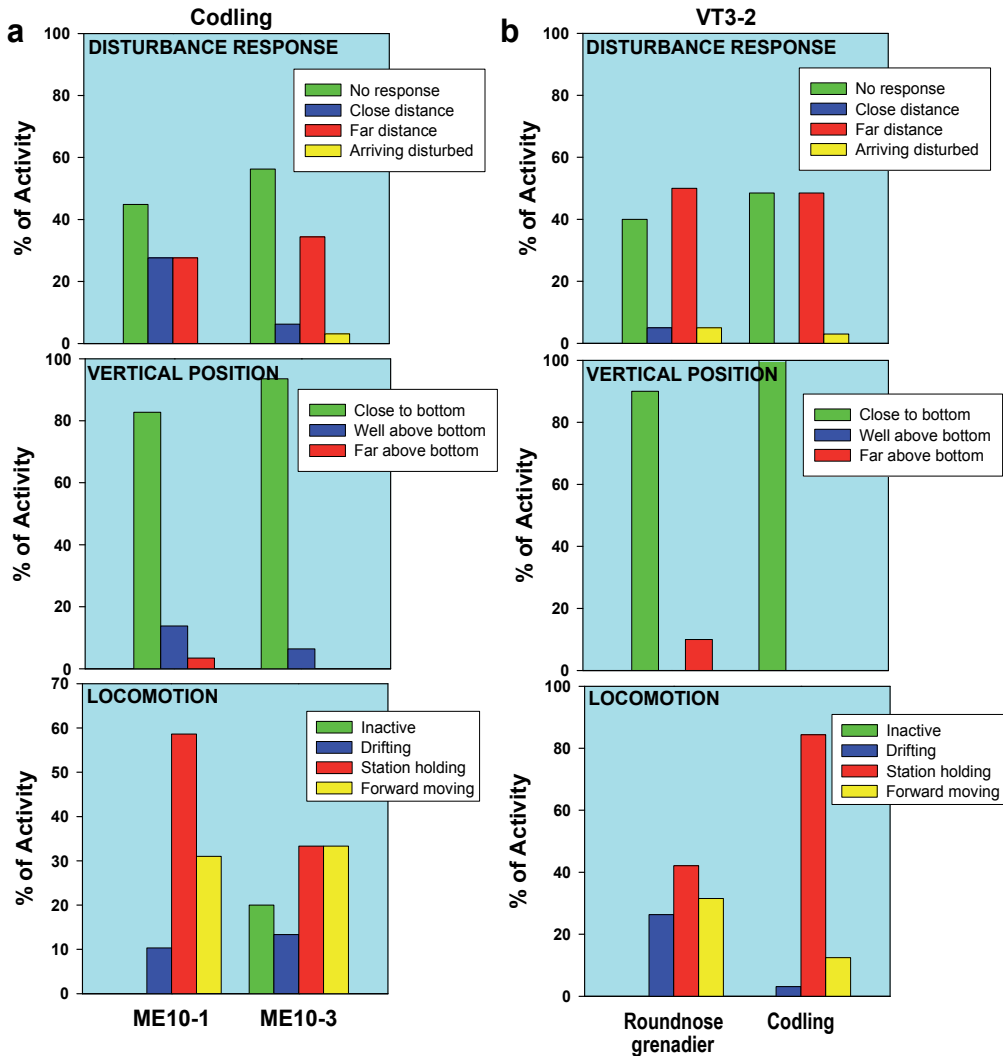 a
Codling
DISTURBANCE RESPONSE
% of Activity
100
80
60
40
20
0
No response
Close distance
Far distance
Arriving disturbed
VERTICAL POSITION
% of Activity
100
80
60
40
20
0
Close to bottom
Well above bottom
Far above bottom
LOCOMOTION
% of Activity
70
60
50
40
30
20
10
0
Inactive
Drifting
Station holding
Forward moving
ME10-1 ME10-3
b
VT3-2
DISTURBANCE RESPONSE
% of Activity
100
80
60
40
20
0
No response
Close distance
Far distance
Arriving disturbed
VERTICAL POSITION
% of Activity
100
80
60
40
20
0
Close to bottom
Well above bottom
Far above bottom
LOCOMOTION
% of Activity
100
80
60
40
20
0
Inactive
Drifting
Station holding
Forward moving
Roundnose
grenadier
Codling